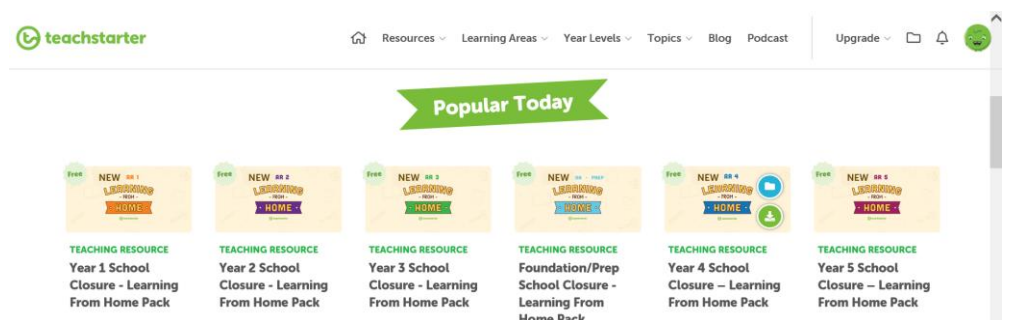 teachstarter
Resources Learning Areas Year Levels Topics Blog Podcast Upgrade
Popular Today
Free Free Free Free Free Free
NEW NEW NEW NEW NEW NEW
LEARNING LEARNING LEARNING LEARNING LEARNING LEARNING
FROM FROM FROM FROM FROM FROM
HOME HOME HOME HOME HOME HOME
TEACHING RESOURCE
Year 1 School
Closure - Learning
From Home Pack
TEACHING RESOURCE
Year 2 School
Closure - Learning
From Home Pack
TEACHING RESOURCE
Year 3 School
Closure - Learning
From Home Pack
TEACHING RESOURCE
Foundation/Prep
School Closure -
Learning From
Home Pack
TEACHING RESOURCE
Year 4 School
Closure – Learning
From Home Pack
TEACHING RESOURCE
Year 5 School
Closure – Learning
From Home Pack